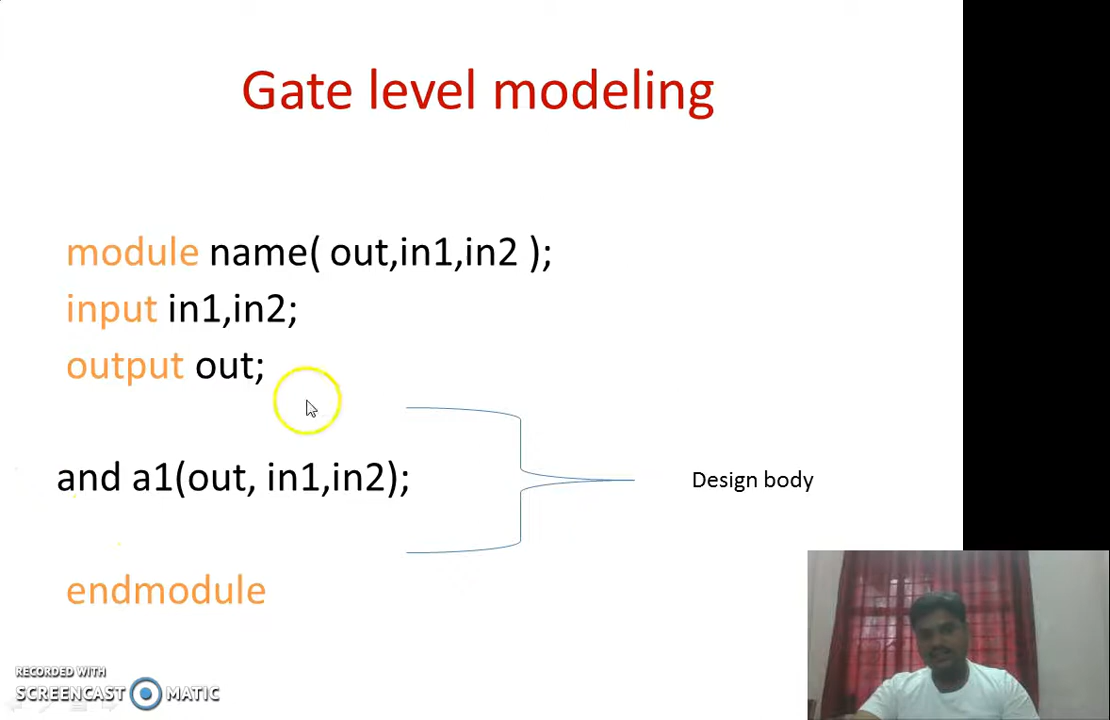 Gate level modeling
module name( out,in1,in2 );
input in1,in2;
output out;
and a1(out, in1,in2);
Design body
endmodule
RECORDED WITH
SCREENCAST MATIC